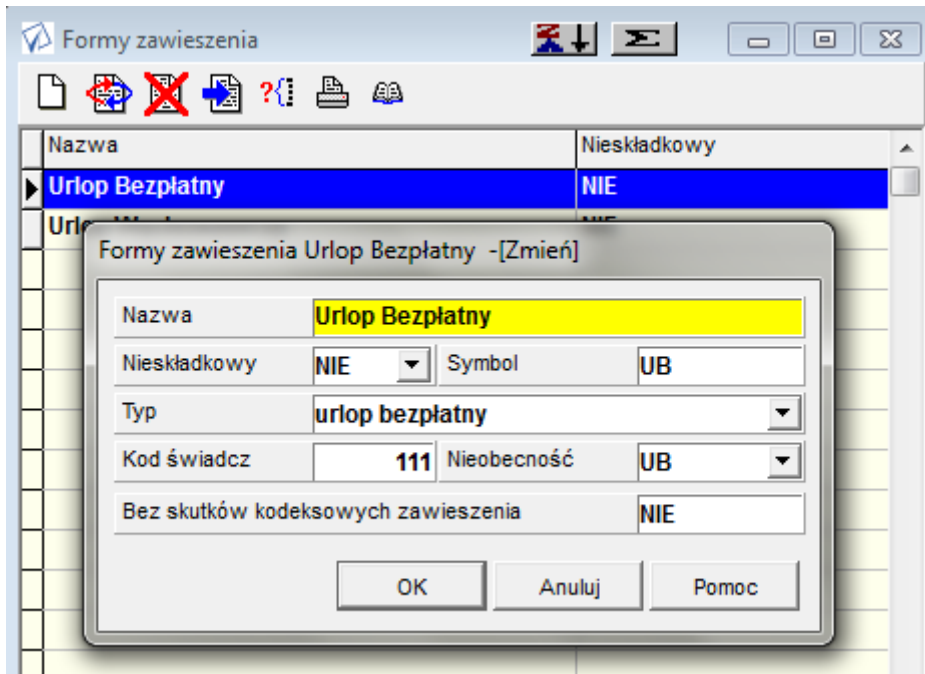 Formy zawieszenia
Nazwa Nieskładkowy
Urlop Bezpłatny NIE
Formy zawieszenia Urlop Bezpłatny -[Zmień]
Nazwa Urlop Bezpłatny
Nieskładkowy NIE Symbol UB
Typ urlop bezpłatny
Kod świadcz 111 Nieobecność UB
Bez skutków kodeksowych zawieszenia NIE
OK Anuluj Pomoc